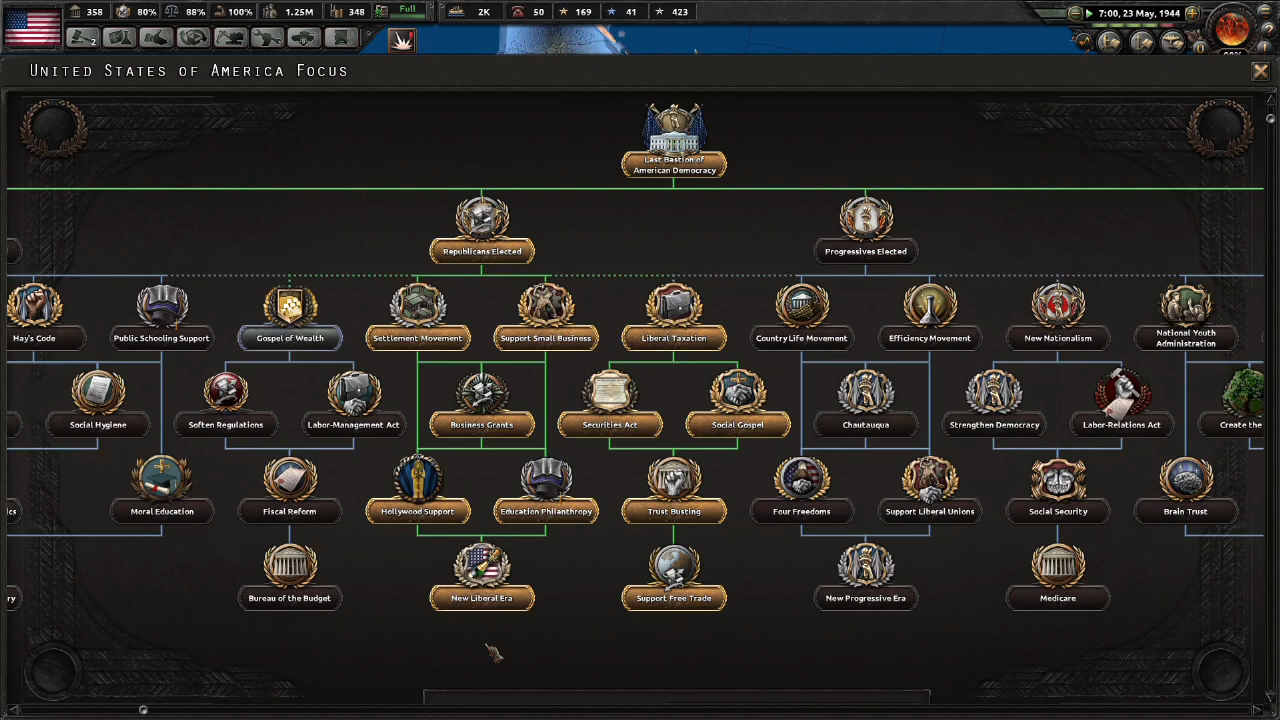 358 80% 88% 100% 1.25M 348 Full 2K 50 169 41 423 7:00, 23 May, 1944
2
0
United States of America Focus
Last Bastion of
American Democracy
Republicans Elected
Progressives Elected
Hay's Code
Public Schooling Support
Gospel of Wealth
Settlement Movement
Support Small Business
Liberal Taxation
Country Life Movement
Efficiency Movement
New Nationalism
National Youth
Administration
Social Hygiene
Soften Regulations
Labor-Management Act
Business Grants
Securities Act
Social Gospel
Chautauqua
Strengthen Democracy
Labor-Relations Act
Create the
ics
Moral Education
Fiscal Reform
Hollywood Support
Education Philanthropy
Trust Busting
Four Freedoms
Support Liberal Unions
Social Security
Brain Trust
ry
Bureau of the Budget
New Liberal Era
Support Free Trade
New Progressive Era
Medicare